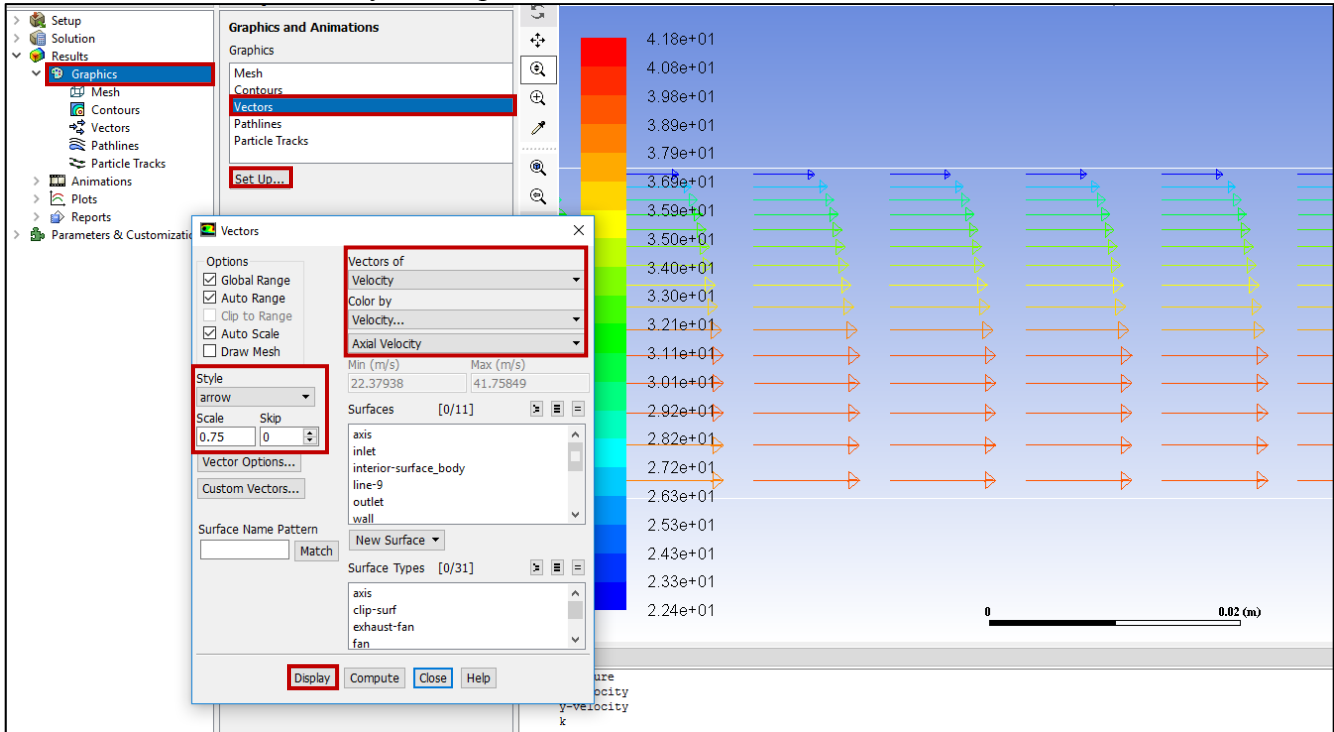 Setup
Solution
Results
Graphics
Mesh
Contours
Vectors
Pathlines
Particle Tracks
Animations
Plots
Reports
Parameters & Customizatic
Graphics and Animations
Graphics
Mesh
Contours
Vectors
Pathlines
Particle Tracks
Set Up...
Vectors
Options
Global Range
Auto Range
Clip to Range
Auto Scale
Draw Mesh
Style
arrow
Scale Skip
0.75 0
Vector Options...
Custom Vectors...
Surface Name Pattern
Match
Vectors of
Velocity
Color by
Velocity...
Axial Velocity
Min (m/s) Max (m/s)
22.37938 41.75849
Surfaces [0/11]
axis
inlet
interior-surface_body
line-9
outlet
wall
New Surface
Surface Types [0/31]
axis
clip-surf
exhaust-fan
fan
Display Compute Close Help
4.18e+01
4.08e+01
3.98e+01
3.89e+01
3.79e+01
3.69e+01
3.59e+01
3.50e+01
3.40e+01
3.30e+01
3.21e+01
3.11e+01
3.01e+01
2.92e+01
2.82e+01
2.72e+01
2.63e+01
2.53e+01
2.43e+01
2.33e+01
2.24e+01
0 0.02 (m)
ure
ocity
y-velocity
k